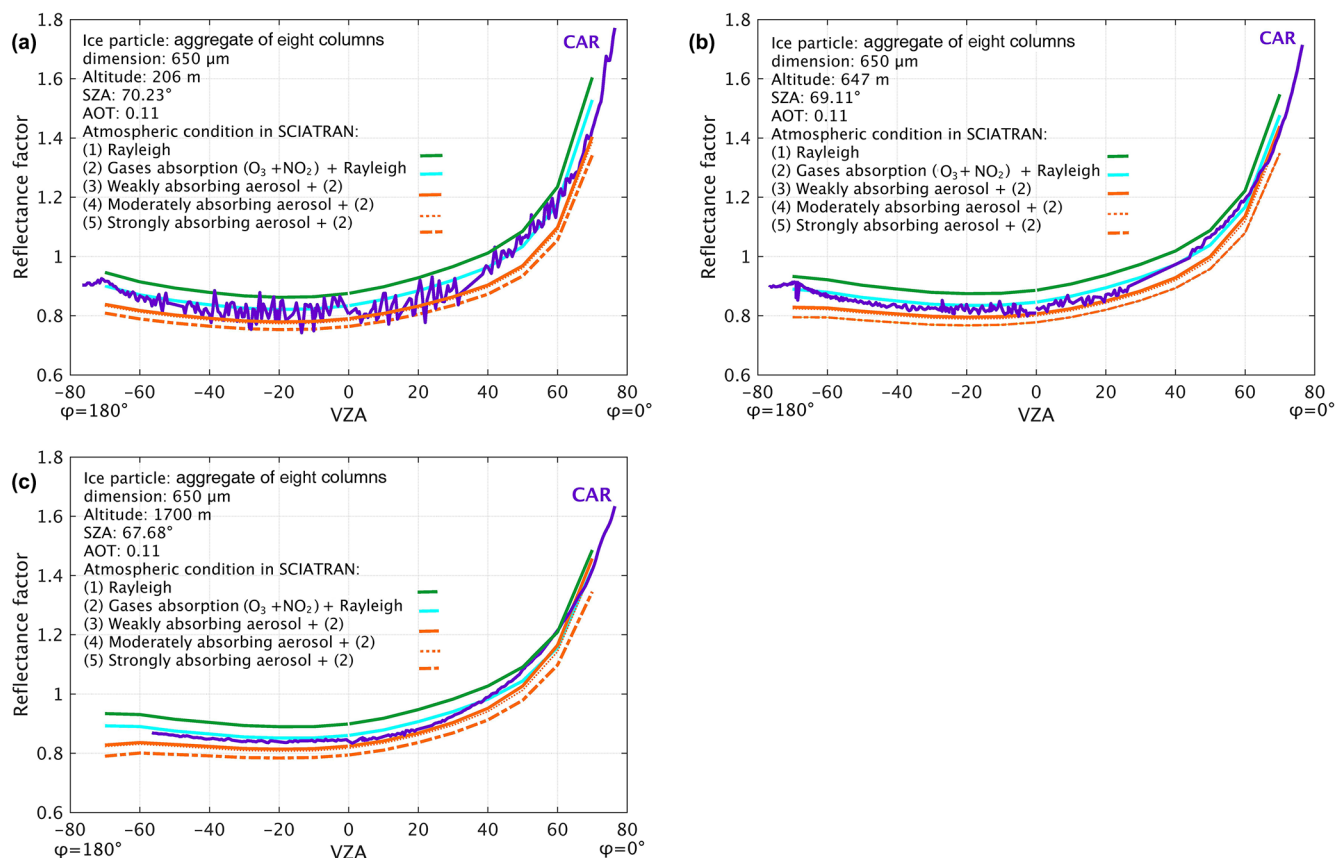 (a)
1.8
1.6
1.4
1.2
1
0.8
0.6
Reflectance factor
Ice particle: aggregate of eight columns
dimension: 650 μm
Altitude: 206 m
SZA: 70.23°
AOT: 0.11
Atmospheric condition in SCIATRAN:
(1) Rayleigh
(2) Gases absorption (O₃ +NO₂) + Rayleigh
(3) Weakly absorbing aerosol + (2)
(4) Moderately absorbing aerosol + (2)
(5) Strongly absorbing aerosol + (2)
CAR
−80 −60 −40 −20 0 20 40 60 80
φ=180° VZA φ=0°
(b)
1.8
1.6
1.4
1.2
1
0.8
0.6
Reflectance factor
Ice particle: aggregate of eight columns
dimension: 650 μm
Altitude: 647 m
SZA: 69.11°
AOT: 0.11
Atmospheric condition in SCIATRAN:
(1) Rayleigh
(2) Gases absorption (O₃+ NO₂) + Rayleigh
(3) Weakly absorbing aerosol + (2)
(4) Moderately absorbing aerosol + (2)
(5) Strongly absorbing aerosol + (2)
CAR
−80 −60 −40 −20 0 20 40 60 80
φ=180° VZA φ=0°
(c)
1.8
1.6
1.4
1.2
1
0.8
0.6
Reflectance factor
Ice particle: aggregate of eight columns
dimension: 650 μm
Altitude: 1700 m
SZA: 67.68°
AOT: 0.11
Atmospheric condition in SCIATRAN:
(1) Rayleigh
(2) Gases absorption (O₃ +NO₂) + Rayleigh
(3) Weakly absorbing aerosol + (2)
(4) Moderately absorbing aerosol + (2)
(5) Strongly absorbing aerosol + (2)
CAR
−80 −60 −40 −20 0 20 40 60 80
φ=180° VZA φ=0°